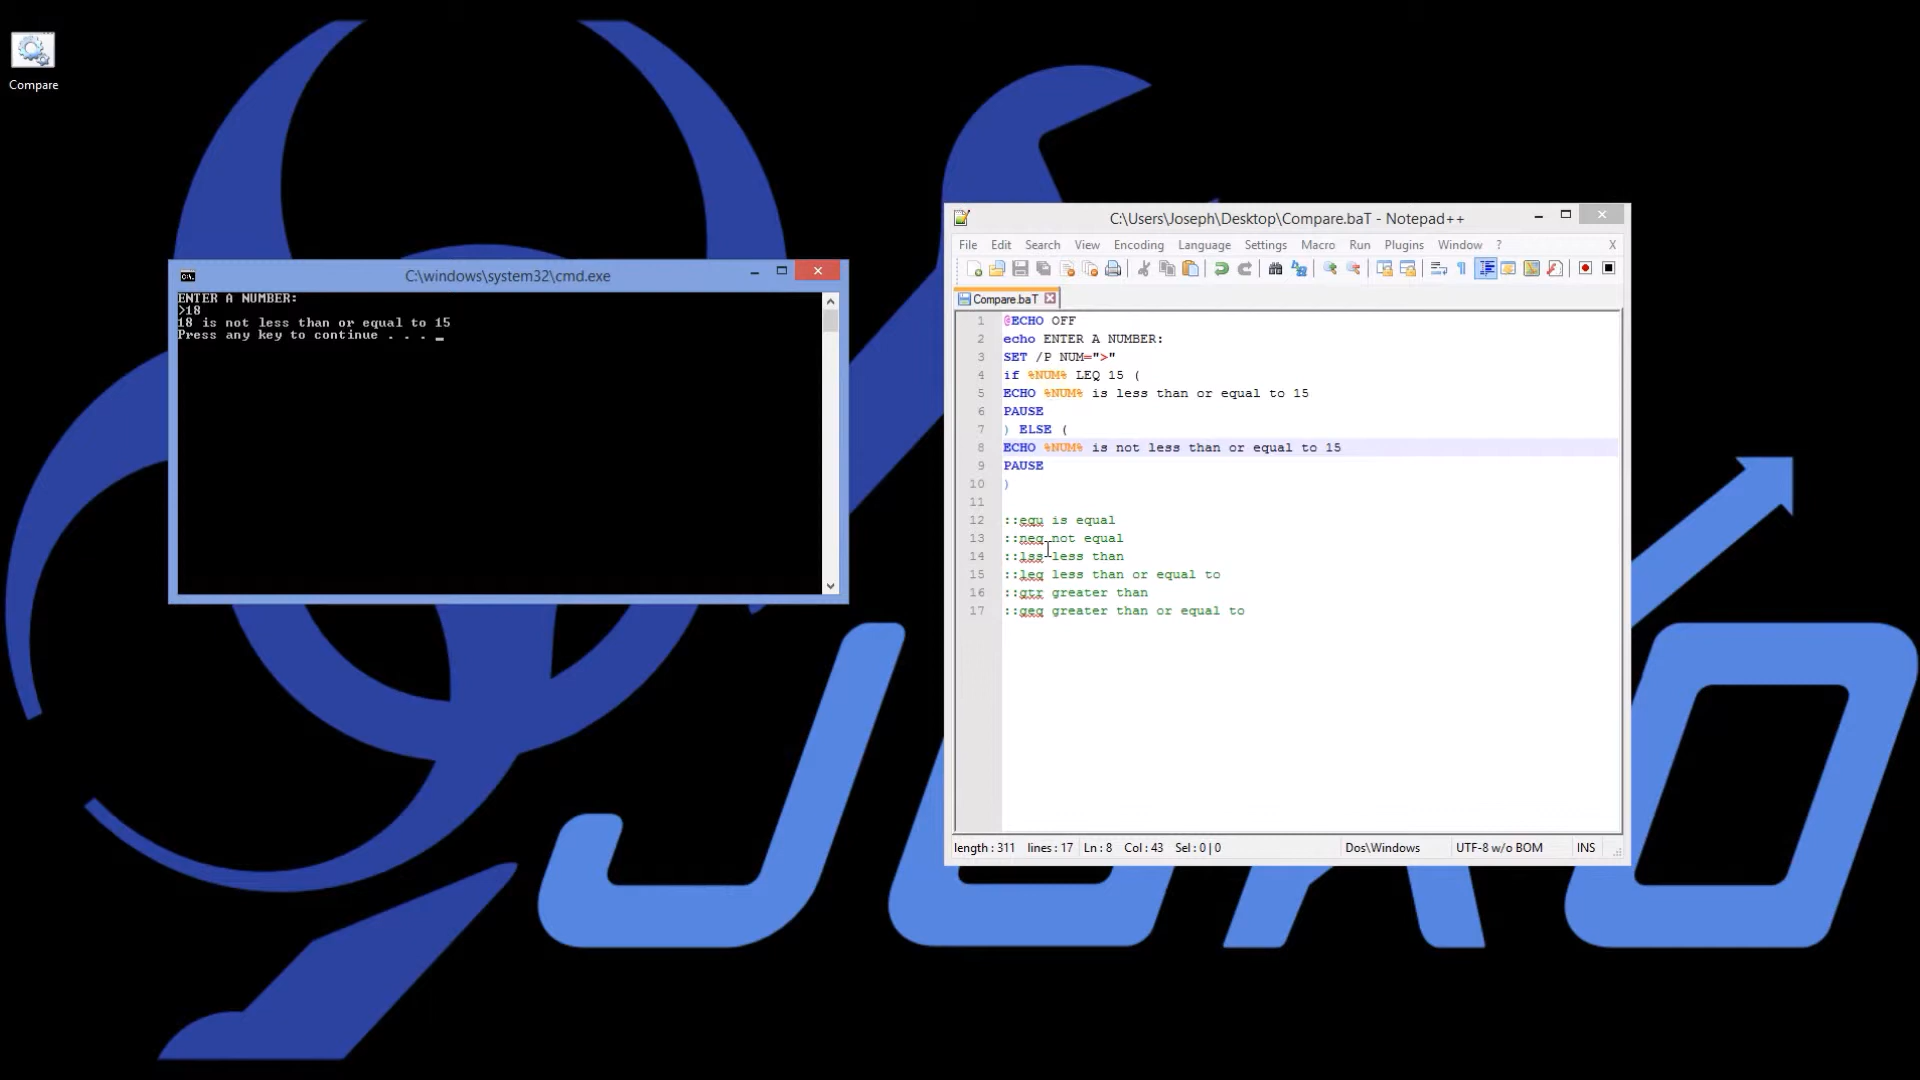 Compare
C:\windows\system32\cmd.exe
ENTER A NUMBER:
>18
18 is not less than or equal to 15
Press any key to continue . . . _
C:\Users\Joseph\Desktop\Compare.baT - Notepad++
File Edit Search View Encoding Language Settings Macro Run Plugins Window ? X
Compare.baT
1 @ECHO OFF
2 echo ENTER A NUMBER:
3 SET /P NUM=">"
4 if %NUM% LEQ 15 (
5 ECHO %NUM% is less than or equal to 15
6 PAUSE
7 ) ELSE (
8 ECHO %NUM% is not less than or equal to 15
9 PAUSE
10 )
11
12 ::equ is equal
13 ::neq not equal
14 ::lss less than
15 ::leq less than or equal to
16 ::gtr greater than
17 ::geq greater than or equal to
length : 311 lines : 17 Ln : 8 Col : 43 Sel : 0 | 0 Dos\Windows UTF-8 w/o BOM INS